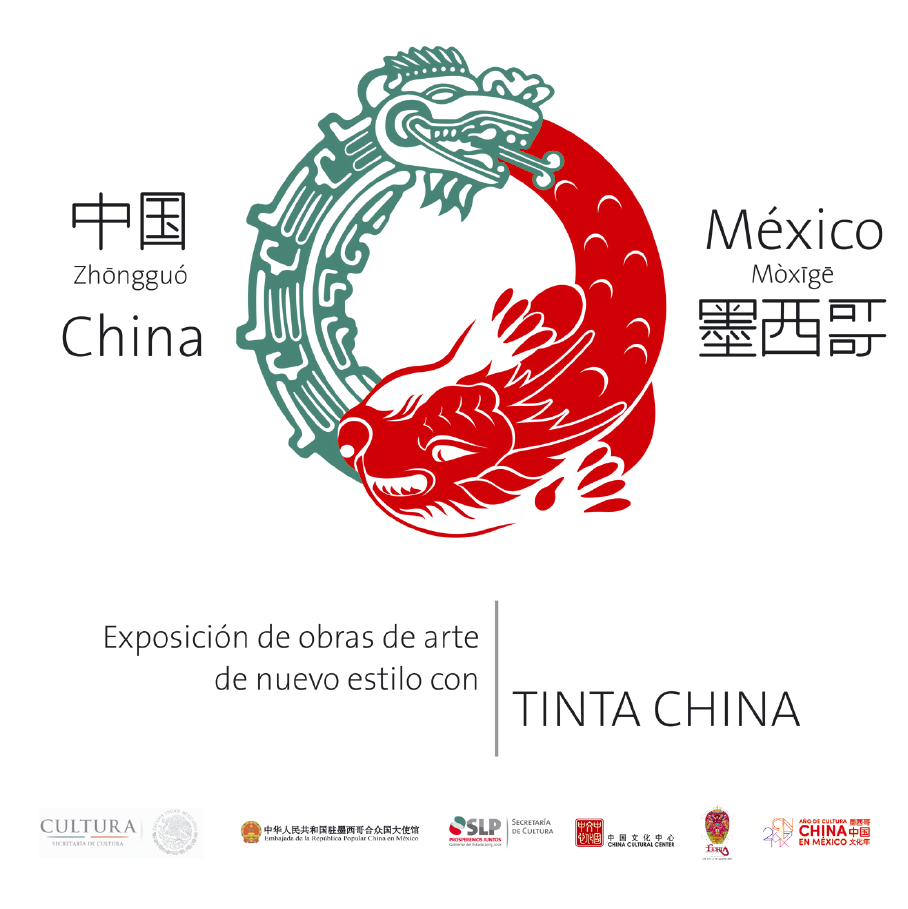 中国
Zhōngguó
China
México
Mòxīgē
墨西哥
Exposición de obras de arte
de nuevo estilo con
TINTA CHINA
CULTURA
SECRETARÍA DE CULTURA
中华人民共和国驻墨西哥合众国大使馆
Embajada de la República Popular China en México
SLP
PROSPEREMOS JUNTOS
SECRETARÍA
DE CULTURA
中国文化中心
CHINA CULTURAL CENTER
AÑO DE CULTURA 墨西哥
CHINA 中国
EN MÉXICO 文化年